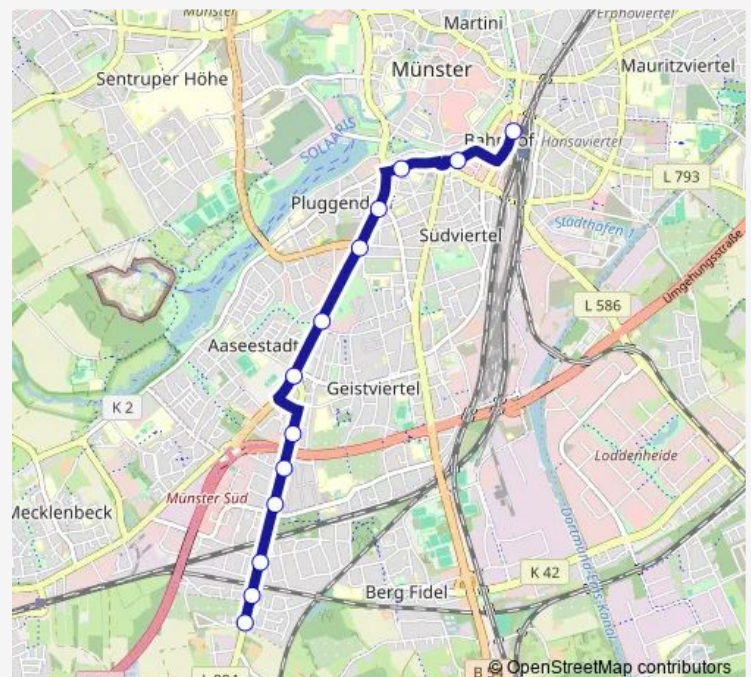 Münster
Martini
Erphoviertel
Sentruper Höhe
Münster
Mauritzviertel
SOLAARIS
Bahnhof
Hansaviertel
L 793
Pluggend
Südviertel
Stadthafen 1
Umgehungsstraße
L 586
Aaseestadt
K 2
Geistviertel
Loddenheide
Münster Süd
Mecklenbeck
Dortmund-Ems-Kanal
K 42
Berg Fidel
© OpenStreetMap contributors